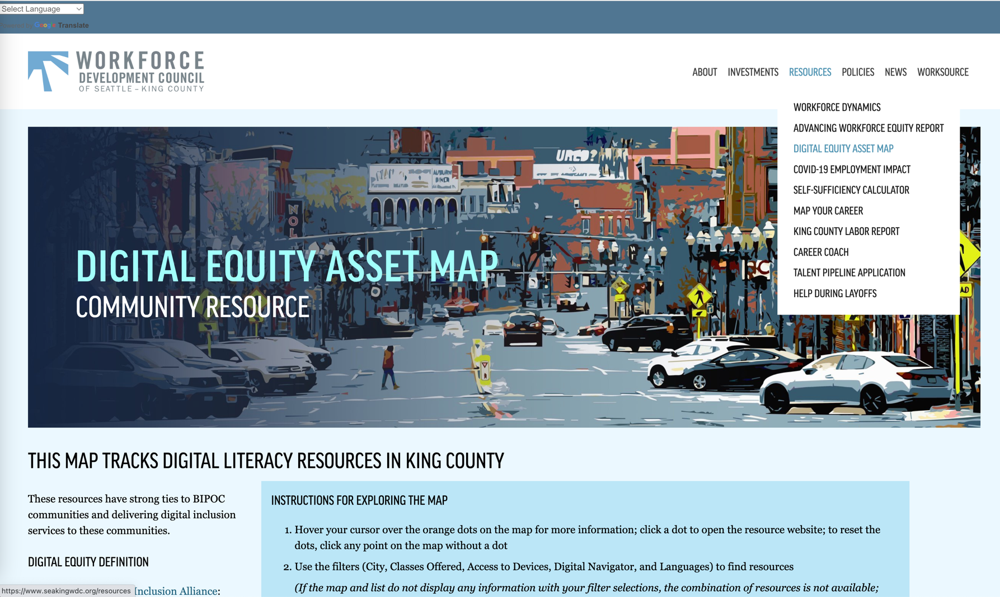 Select Language
Powered by Google Translate
WORKFORCE
DEVELOPMENT COUNCIL
OF SEATTLE – KING COUNTY
ABOUT INVESTMENTS RESOURCES POLICIES NEWS WORKSOURCE
WORKFORCE DYNAMICS
ADVANCING WORKFORCE EQUITY REPORT
DIGITAL EQUITY ASSET MAP
COVID-19 EMPLOYMENT IMPACT
SELF-SUFFICIENCY CALCULATOR
MAP YOUR CAREER
KING COUNTY LABOR REPORT
CAREER COACH
TALENT PIPELINE APPLICATION
HELP DURING LAYOFFS
AUBURN
DINER
DIGITAL EQUITY ASSET MAP
COMMUNITY RESOURCE
THIS MAP TRACKS DIGITAL LITERACY RESOURCES IN KING COUNTY
These resources have strong ties to BIPOC
communities and delivering digital inclusion
services to these communities.
DIGITAL EQUITY DEFINITION
Inclusion Alliance:
INSTRUCTIONS FOR EXPLORING THE MAP
1. Hover your cursor over the orange dots on the map for more information; click a dot to open the resource website; to reset the
dots, click any point on the map without a dot
2. Use the filters (City, Classes Offered, Access to Devices, Digital Navigator, and Languages) to find resources
(If the map and list do not display any information with your filter selections, the combination of resources is not available;
https://www.seakingwdc.org/resources